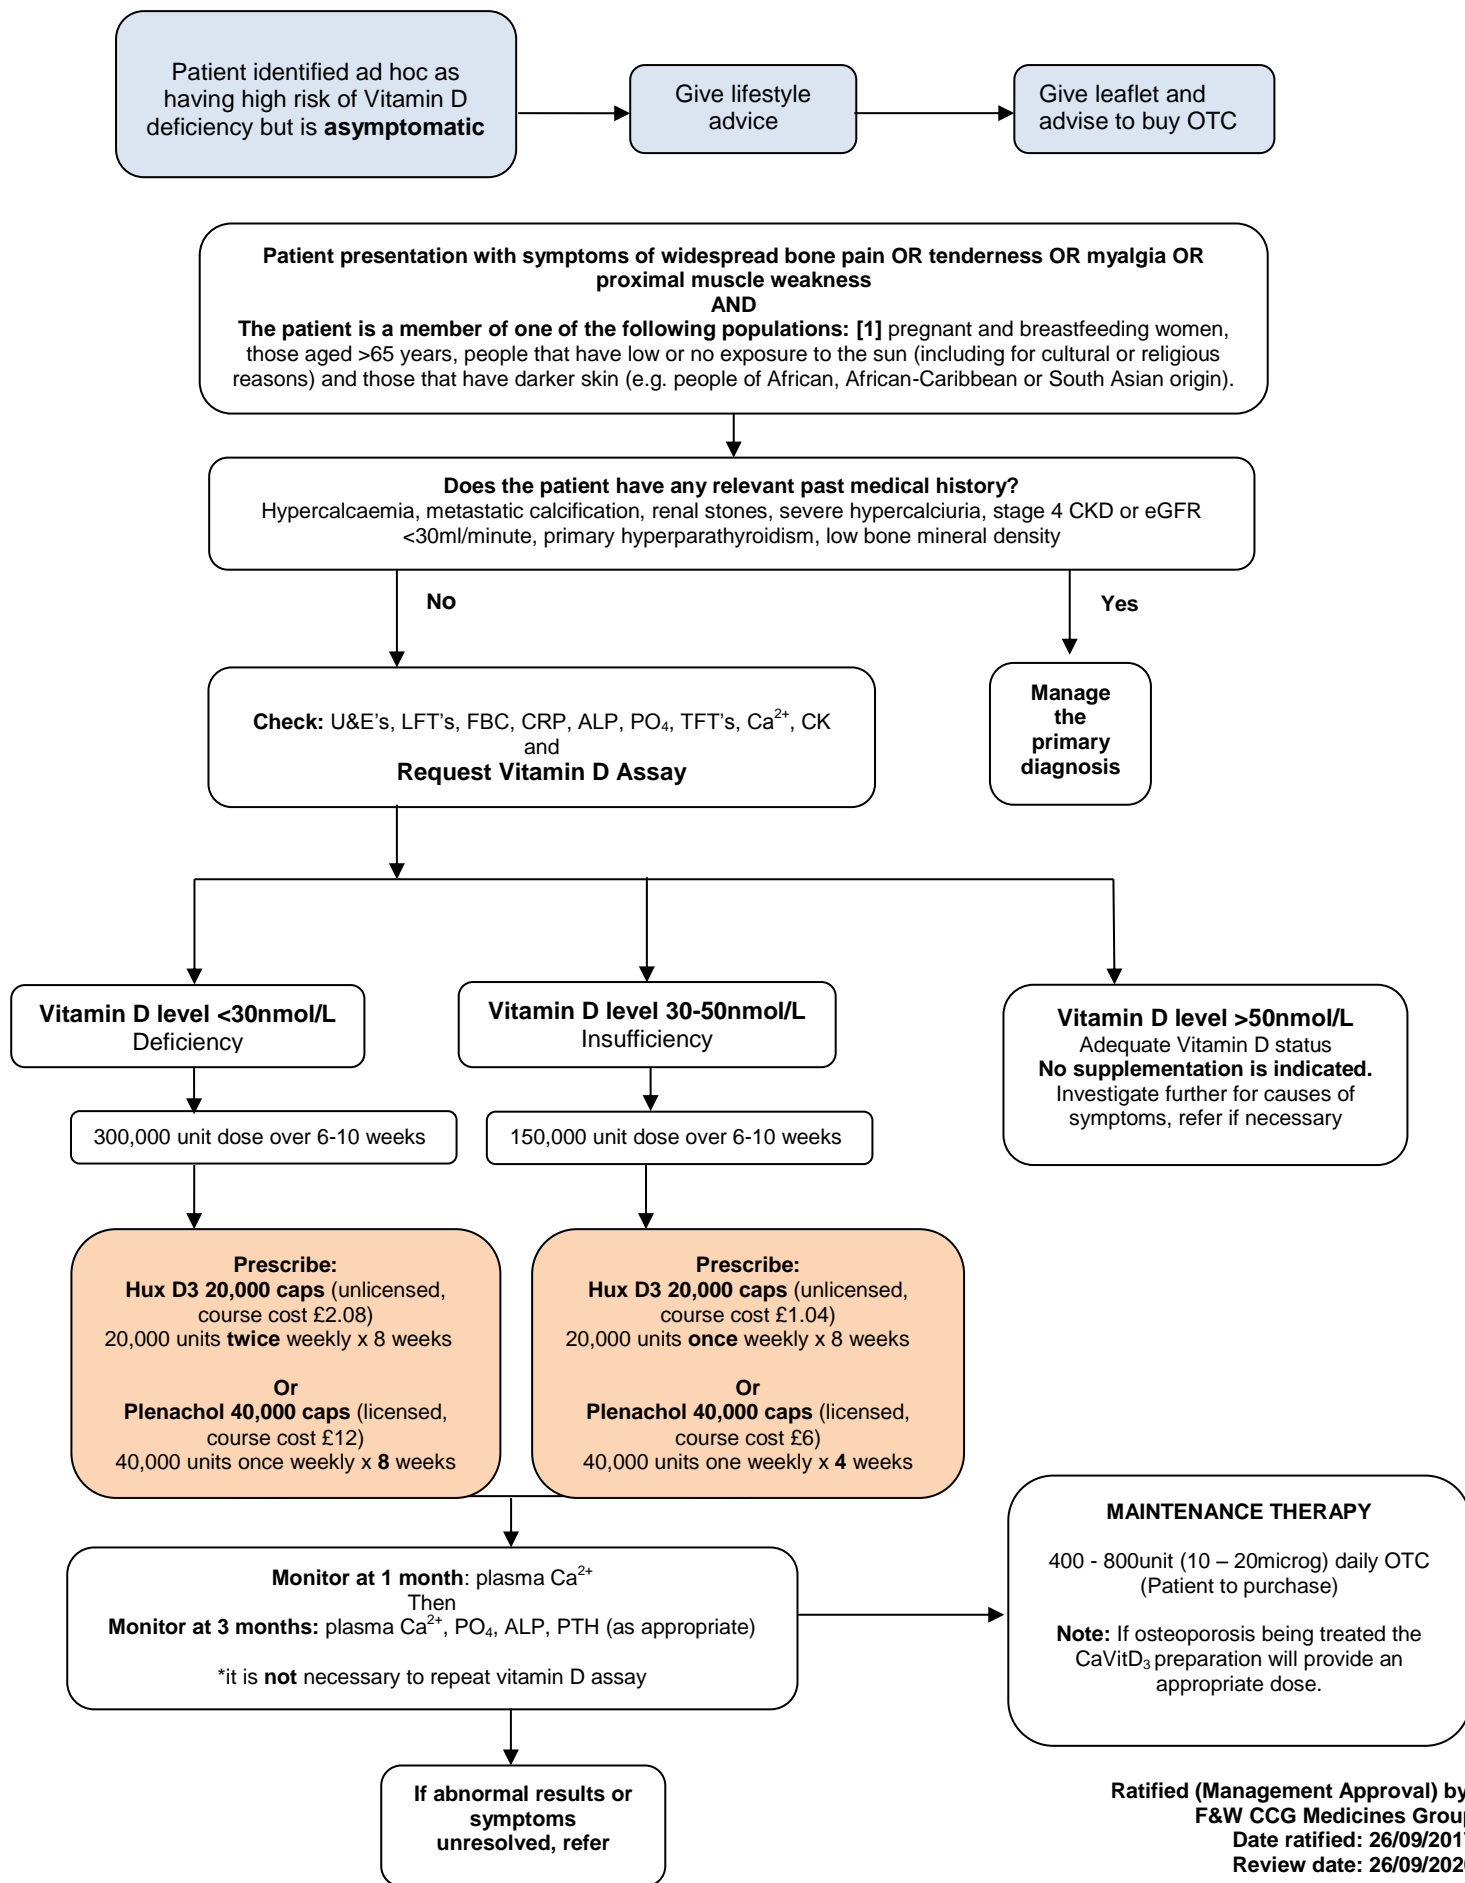 Patient identified ad hoc as
having high risk of Vitamin D
deficiency but is asymptomatic
Give lifestyle
advice
Give leaflet and
advise to buy OTC
Patient presentation with symptoms of widespread bone pain OR tenderness OR myalgia OR
proximal muscle weakness
AND
The patient is a member of one of the following populations: [1] pregnant and breastfeeding women,
those aged >65 years, people that have low or no exposure to the sun (including for cultural or religious
reasons) and those that have darker skin (e.g. people of African, African-Caribbean or South Asian origin).
Does the patient have any relevant past medical history?
Hypercalcaemia, metastatic calcification, renal stones, severe hypercalciuria, stage 4 CKD or eGFR
<30ml/minute, primary hyperparathyroidism, low bone mineral density
No
Yes
Check: U&E's, LFT's, FBC, CRP, ALP, PO₄, TFT's, Ca²⁺, CK
and
Request Vitamin D Assay
Manage
the
primary
diagnosis
Vitamin D level <30nmol/L
Deficiency
Vitamin D level 30-50nmol/L
Insufficiency
Vitamin D level >50nmol/L
Adequate Vitamin D status
No supplementation is indicated.
Investigate further for causes of
symptoms, refer if necessary
300,000 unit dose over 6-10 weeks
150,000 unit dose over 6-10 weeks
Prescribe:
Hux D3 20,000 caps (unlicensed,
course cost £2.08)
20,000 units twice weekly x 8 weeks
Or
Plenachol 40,000 caps (licensed,
course cost £12)
40,000 units once weekly x 8 weeks
Prescribe:
Hux D3 20,000 caps (unlicensed,
course cost £1.04)
20,000 units once weekly x 8 weeks
Or
Plenachol 40,000 caps (licensed,
course cost £6)
40,000 units one weekly x 4 weeks
Monitor at 1 month: plasma Ca²⁺
Then
Monitor at 3 months: plasma Ca²⁺, PO₄, ALP, PTH (as appropriate)
*it is not necessary to repeat vitamin D assay
MAINTENANCE THERAPY
400 - 800unit (10 – 20microg) daily OTC
(Patient to purchase)
Note: If osteoporosis being treated the
CaVitD₃ preparation will provide an
appropriate dose.
If abnormal results or
symptoms
unresolved, refer
Ratified (Management Approval) by
F&W CCG Medicines Group
Date ratified: 26/09/2017
Review date: 26/09/2020